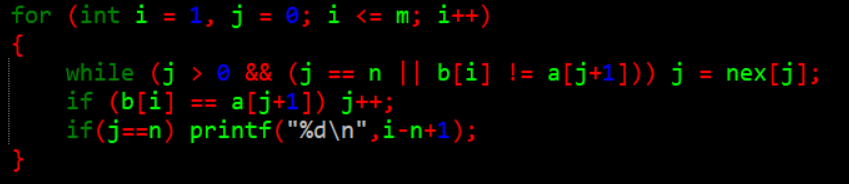 for (int i = 1, j = 0; i <= m; i++)
{
    while (j > 0 && (j == n || b[i] != a[j+1])) j = nex[j];
    if (b[i] == a[j+1]) j++;
    if(j==n) printf("%d\n",i-n+1);
}